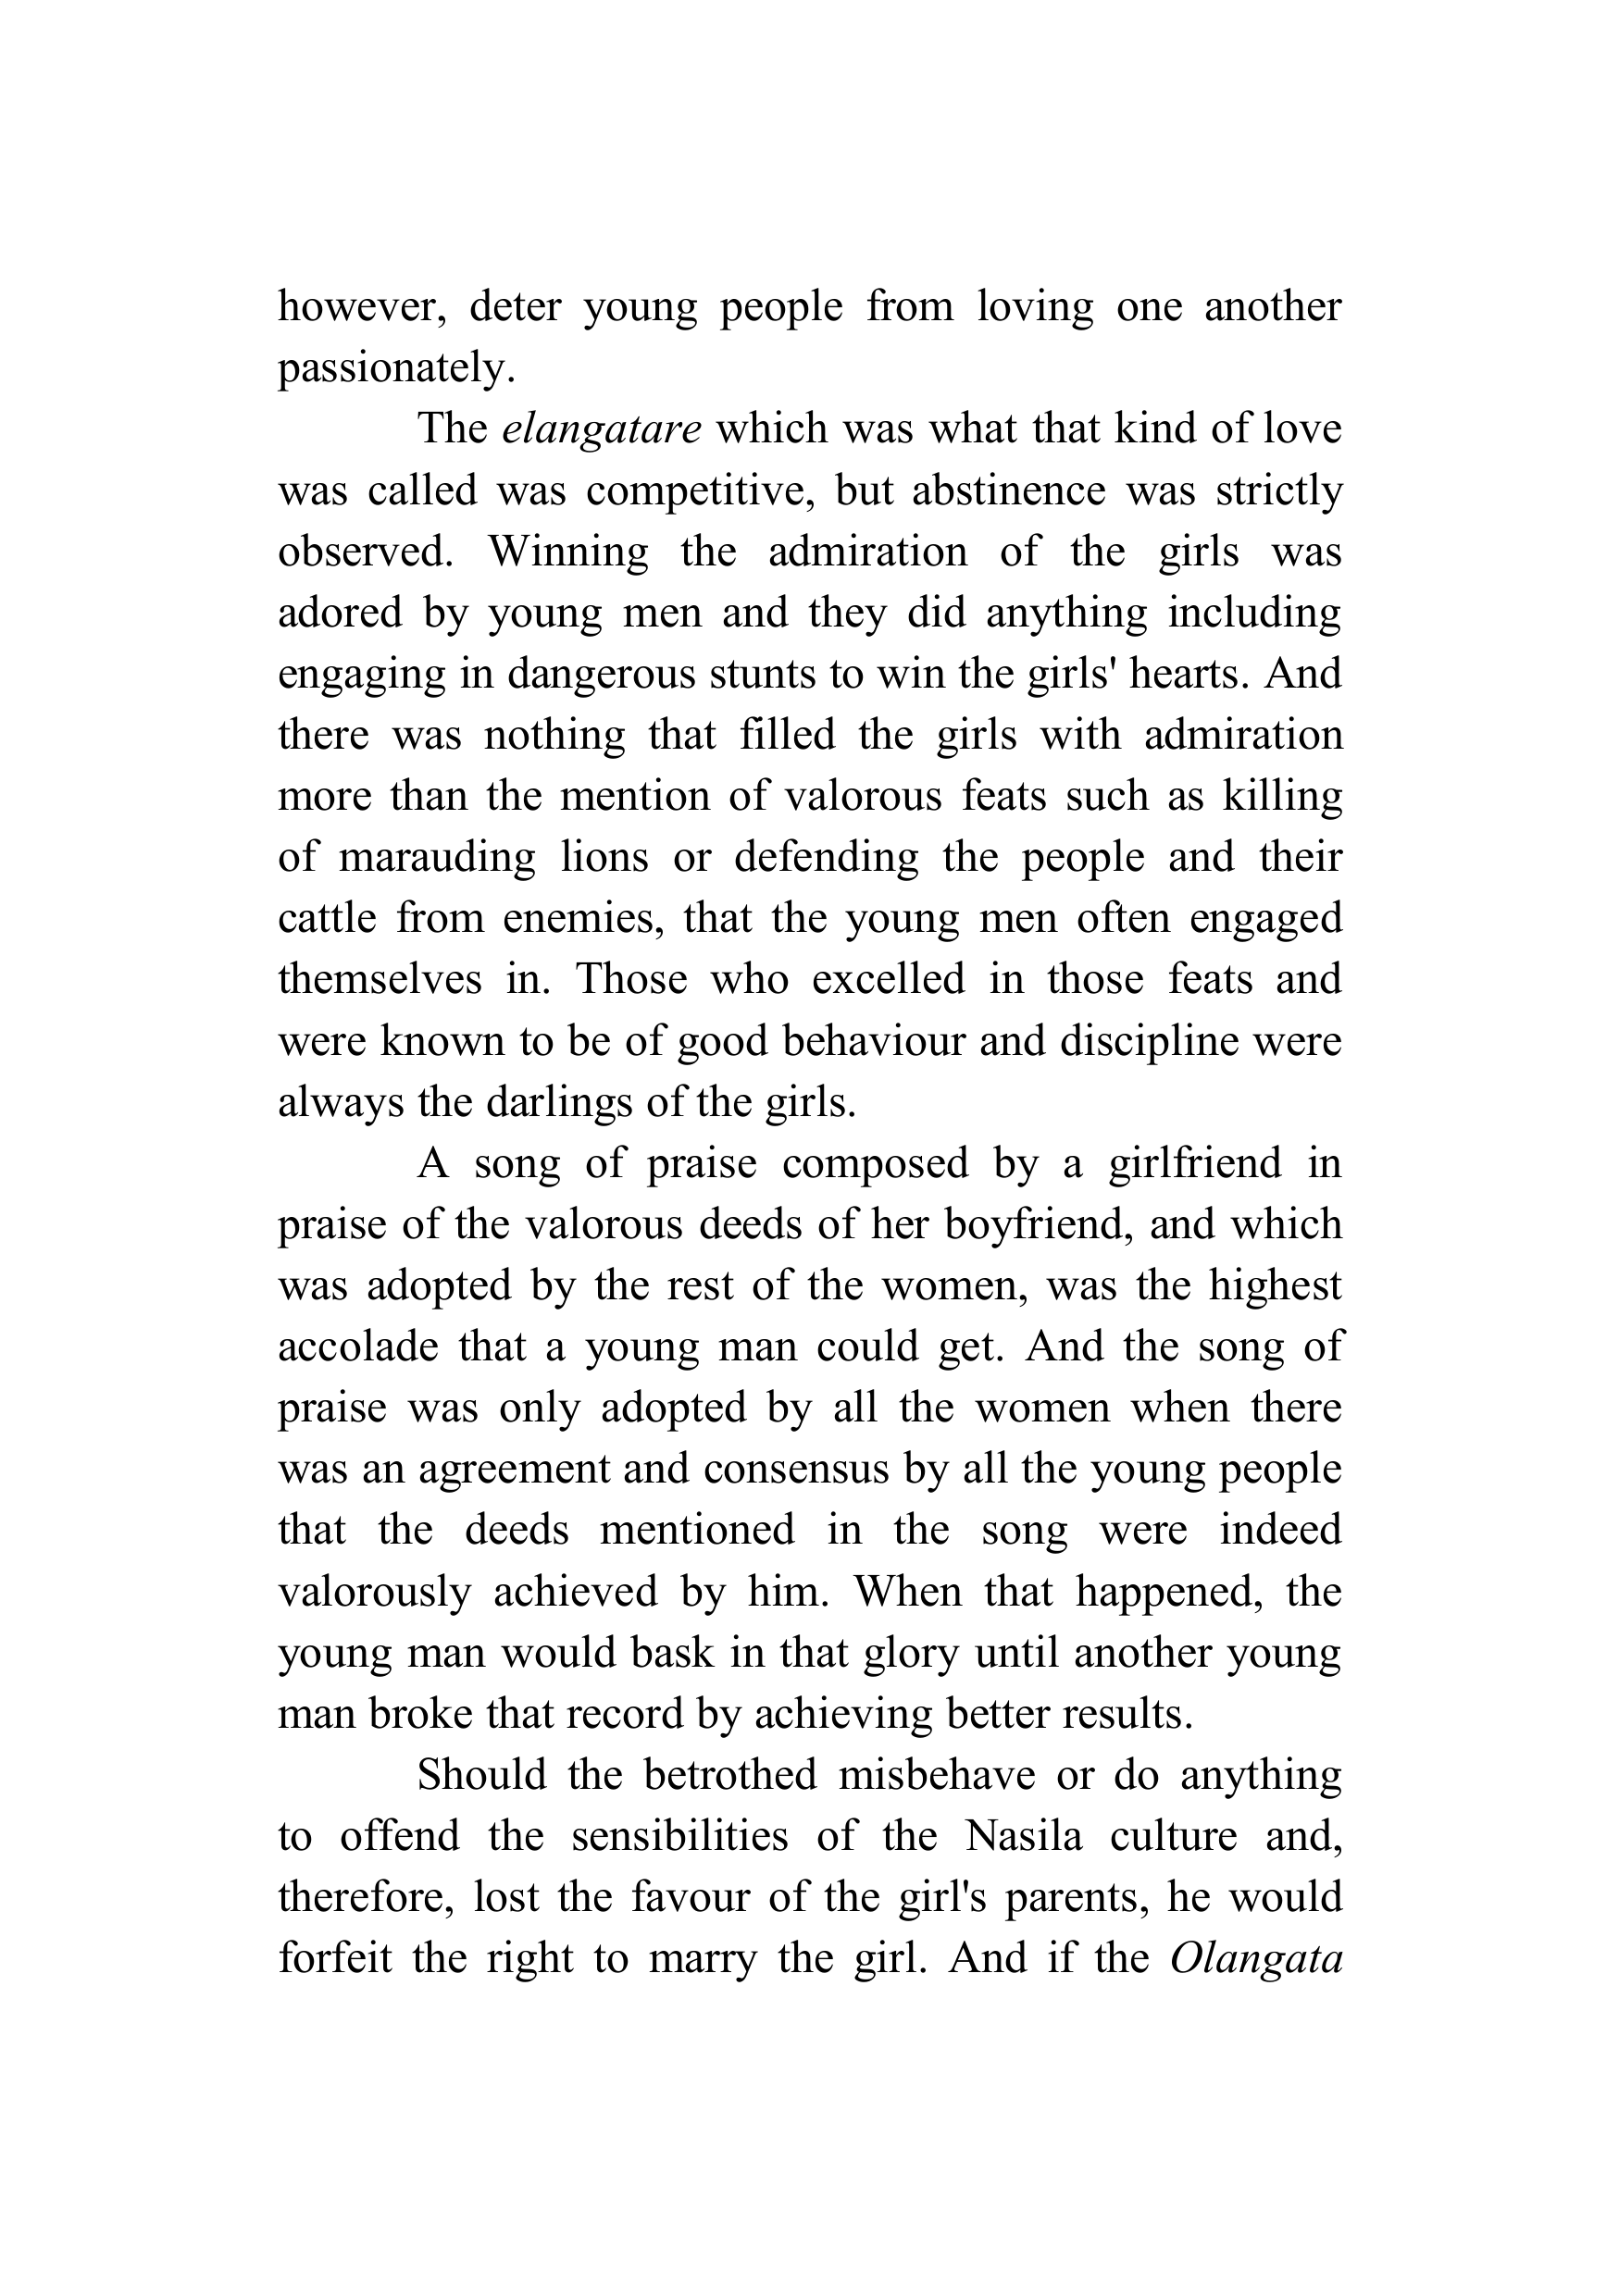 however, deter young people from loving one another
passionately.
The elangatare which was what that kind of love
was called was competitive, but abstinence was strictly
observed. Winning the admiration of the girls was
adored by young men and they did anything including
engaging in dangerous stunts to win the girls' hearts. And
there was nothing that filled the girls with admiration
more than the mention of valorous feats such as killing
of marauding lions or defending the people and their
cattle from enemies, that the young men often engaged
themselves in. Those who excelled in those feats and
were known to be of good behaviour and discipline were
always the darlings of the girls.
A song of praise composed by a girlfriend in
praise of the valorous deeds of her boyfriend, and which
was adopted by the rest of the women, was the highest
accolade that a young man could get. And the song of
praise was only adopted by all the women when there
was an agreement and consensus by all the young people
that the deeds mentioned in the song were indeed
valorously achieved by him. When that happened, the
young man would bask in that glory until another young
man broke that record by achieving better results.
Should the betrothed misbehave or do anything
to offend the sensibilities of the Nasila culture and,
therefore, lost the favour of the girl's parents, he would
forfeit the right to marry the girl. And if the Olangata